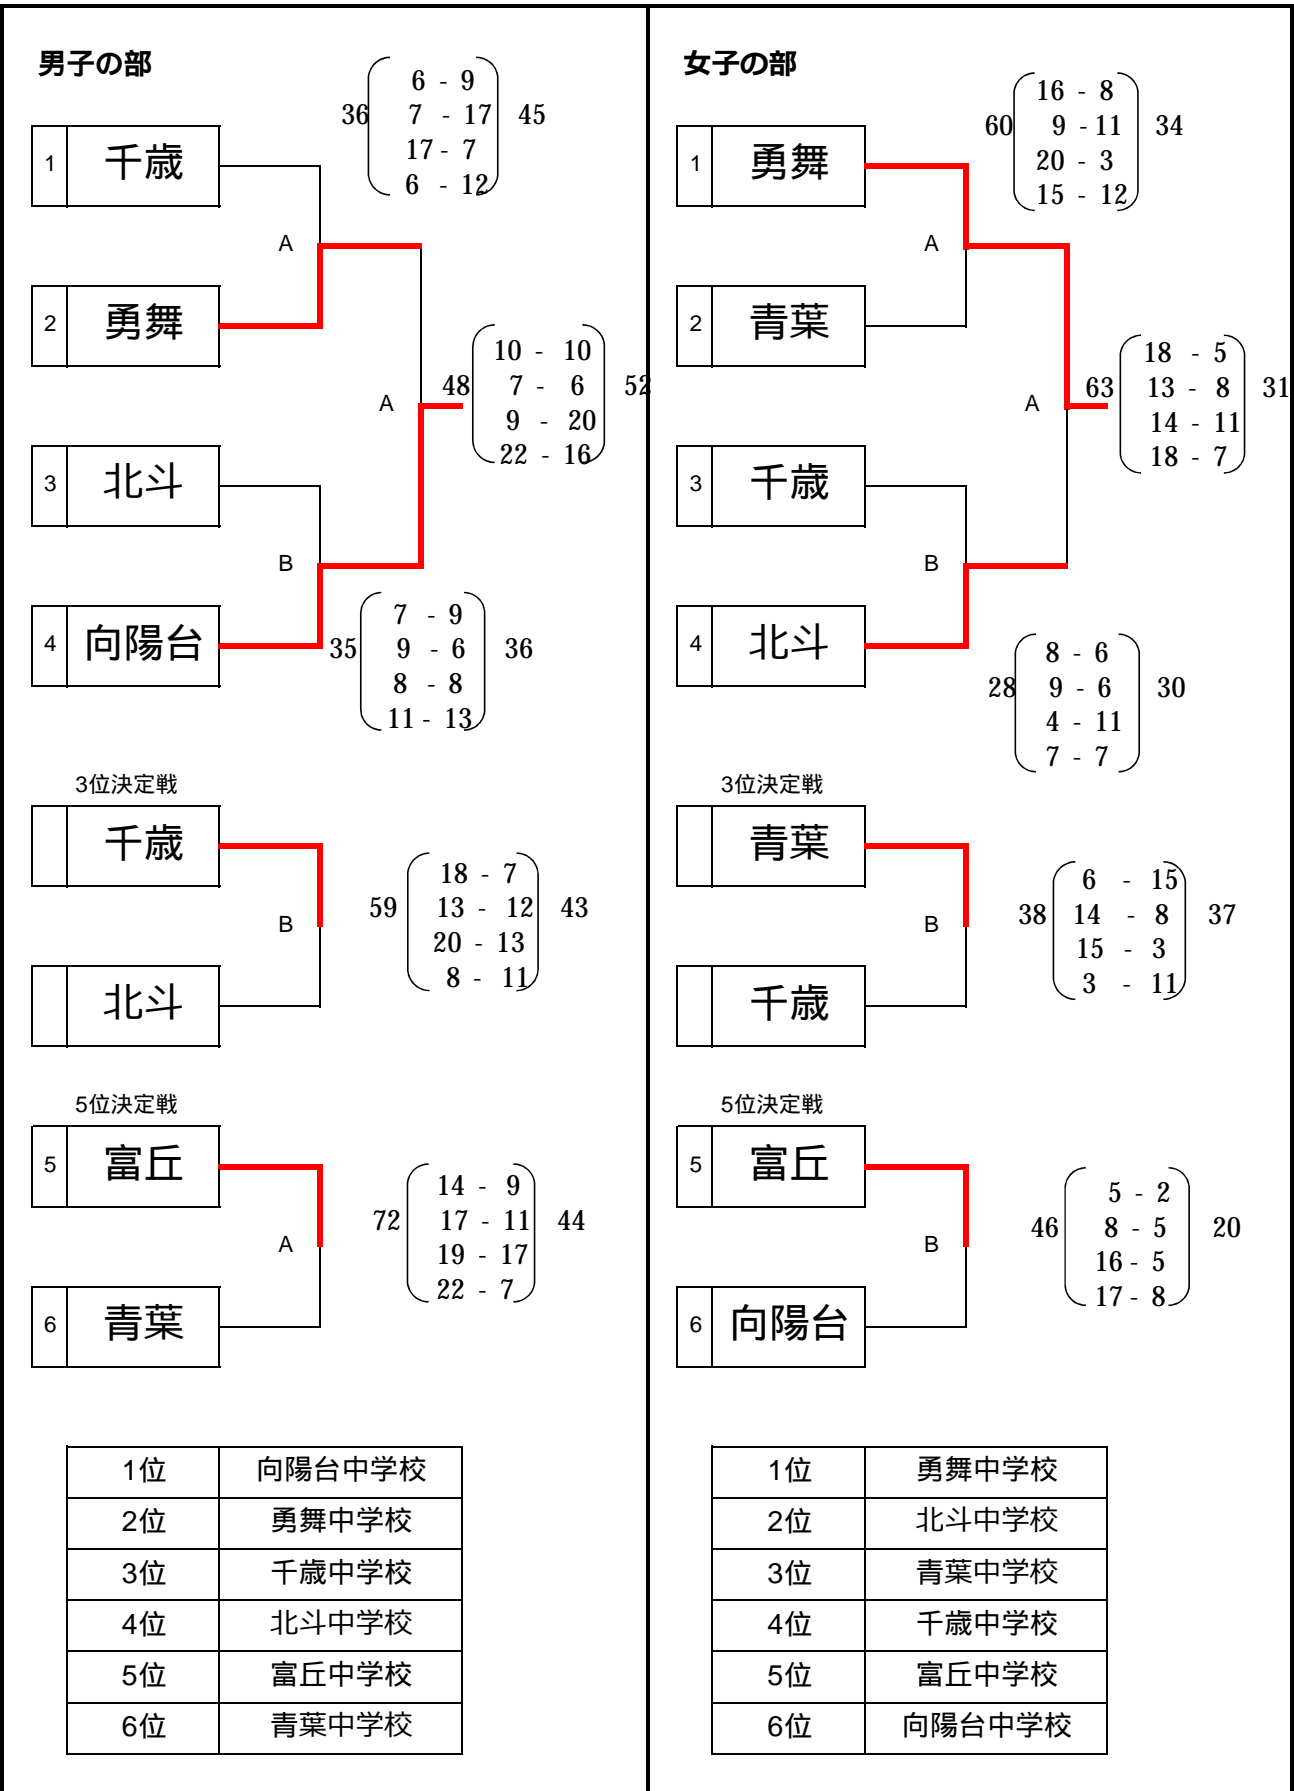 男子の部
36 6 - 9 45
7 - 17
17 - 7
6 - 12
1 千歳
A
2 勇舞
48 10 - 10 52
7 - 6
9 - 20
22 - 16
A
3 北斗
B
4 向陽台
35 7 - 9 36
9 - 6
8 - 8
11 - 13
3位決定戦
千歳
B
北斗
59 18 - 7 43
13 - 12
20 - 13
8 - 11
5位決定戦
5 富丘
A
6 青葉
72 14 - 9 44
17 - 11
19 - 17
22 - 7
1位 向陽台中学校
2位 勇舞中学校
3位 千歳中学校
4位 北斗中学校
5位 富丘中学校
6位 青葉中学校
女子の部
60 16 - 8 34
9 - 11
20 - 3
15 - 12
1 勇舞
A
2 青葉
63 18 - 5 31
13 - 8
14 - 11
18 - 7
A
3 千歳
B
4 北斗
28 8 - 6 30
9 - 6
4 - 11
7 - 7
3位決定戦
青葉
B
千歳
38 6 - 15 37
14 - 8
15 - 3
3 - 11
5位決定戦
5 富丘
B
6 向陽台
46 5 - 2 20
8 - 5
16 - 5
17 - 8
1位 勇舞中学校
2位 北斗中学校
3位 青葉中学校
4位 千歳中学校
5位 富丘中学校
6位 向陽台中学校